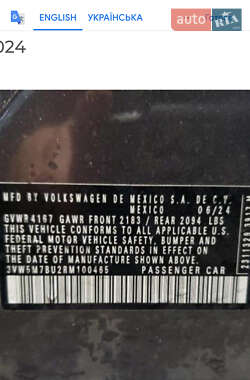 ENGLISH УКРАЇНСЬКА
auto RIA
024
MFD BY VOLKSWAGEN DE MEXICO S.A. DE C.V.
MEXICO 06/24
GVWR 4167 GAWR FRONT 2183 / REAR 2094 LBS
THIS VEHICLE CONFORMS TO ALL APPLICABLE U.S.
FEDERAL MOTOR VEHICLE SAFETY, BUMPER, AND
THEFT PREVENTION STANDARDS IN EFFECT
ON THE DATE OF MANUFACTURE SHOWN ABOVE.
3VW5M7BU2RM100465 PASSENGER CAR